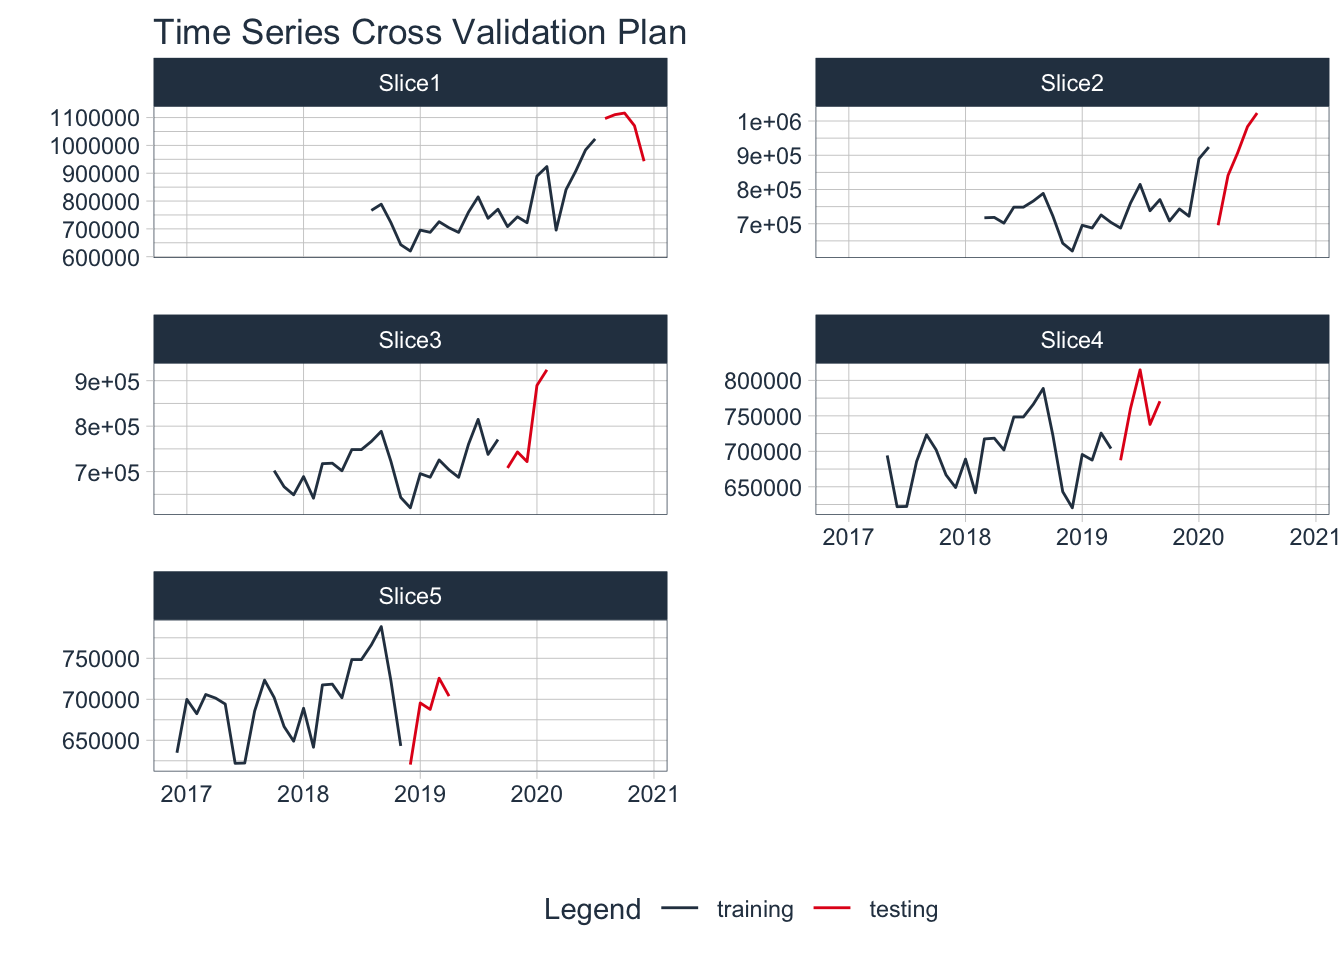 Time Series Cross Validation Plan
Slice1
1100000
1000000
900000
800000
700000
600000
Slice2
1e+06
9e+05
8e+05
7e+05
Slice3
9e+05
8e+05
7e+05
Slice4
800000
750000
700000
650000
2017 2018 2019 2020 2021
Slice5
750000
700000
650000
2017 2018 2019 2020 2021
Legend training testing